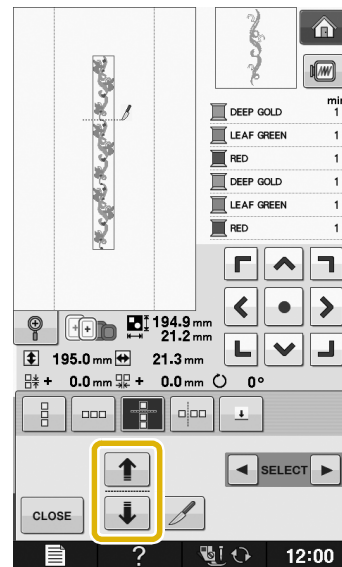 min
DEEP GOLD 1
LEAF GREEN 1
RED 1
DEEP GOLD 1
LEAF GREEN 1
RED 1
194.9 mm
21.2 mm
195.0 mm 21.3 mm
+ 0.0 mm + 0.0 mm 0°
SELECT
CLOSE
? 12:00